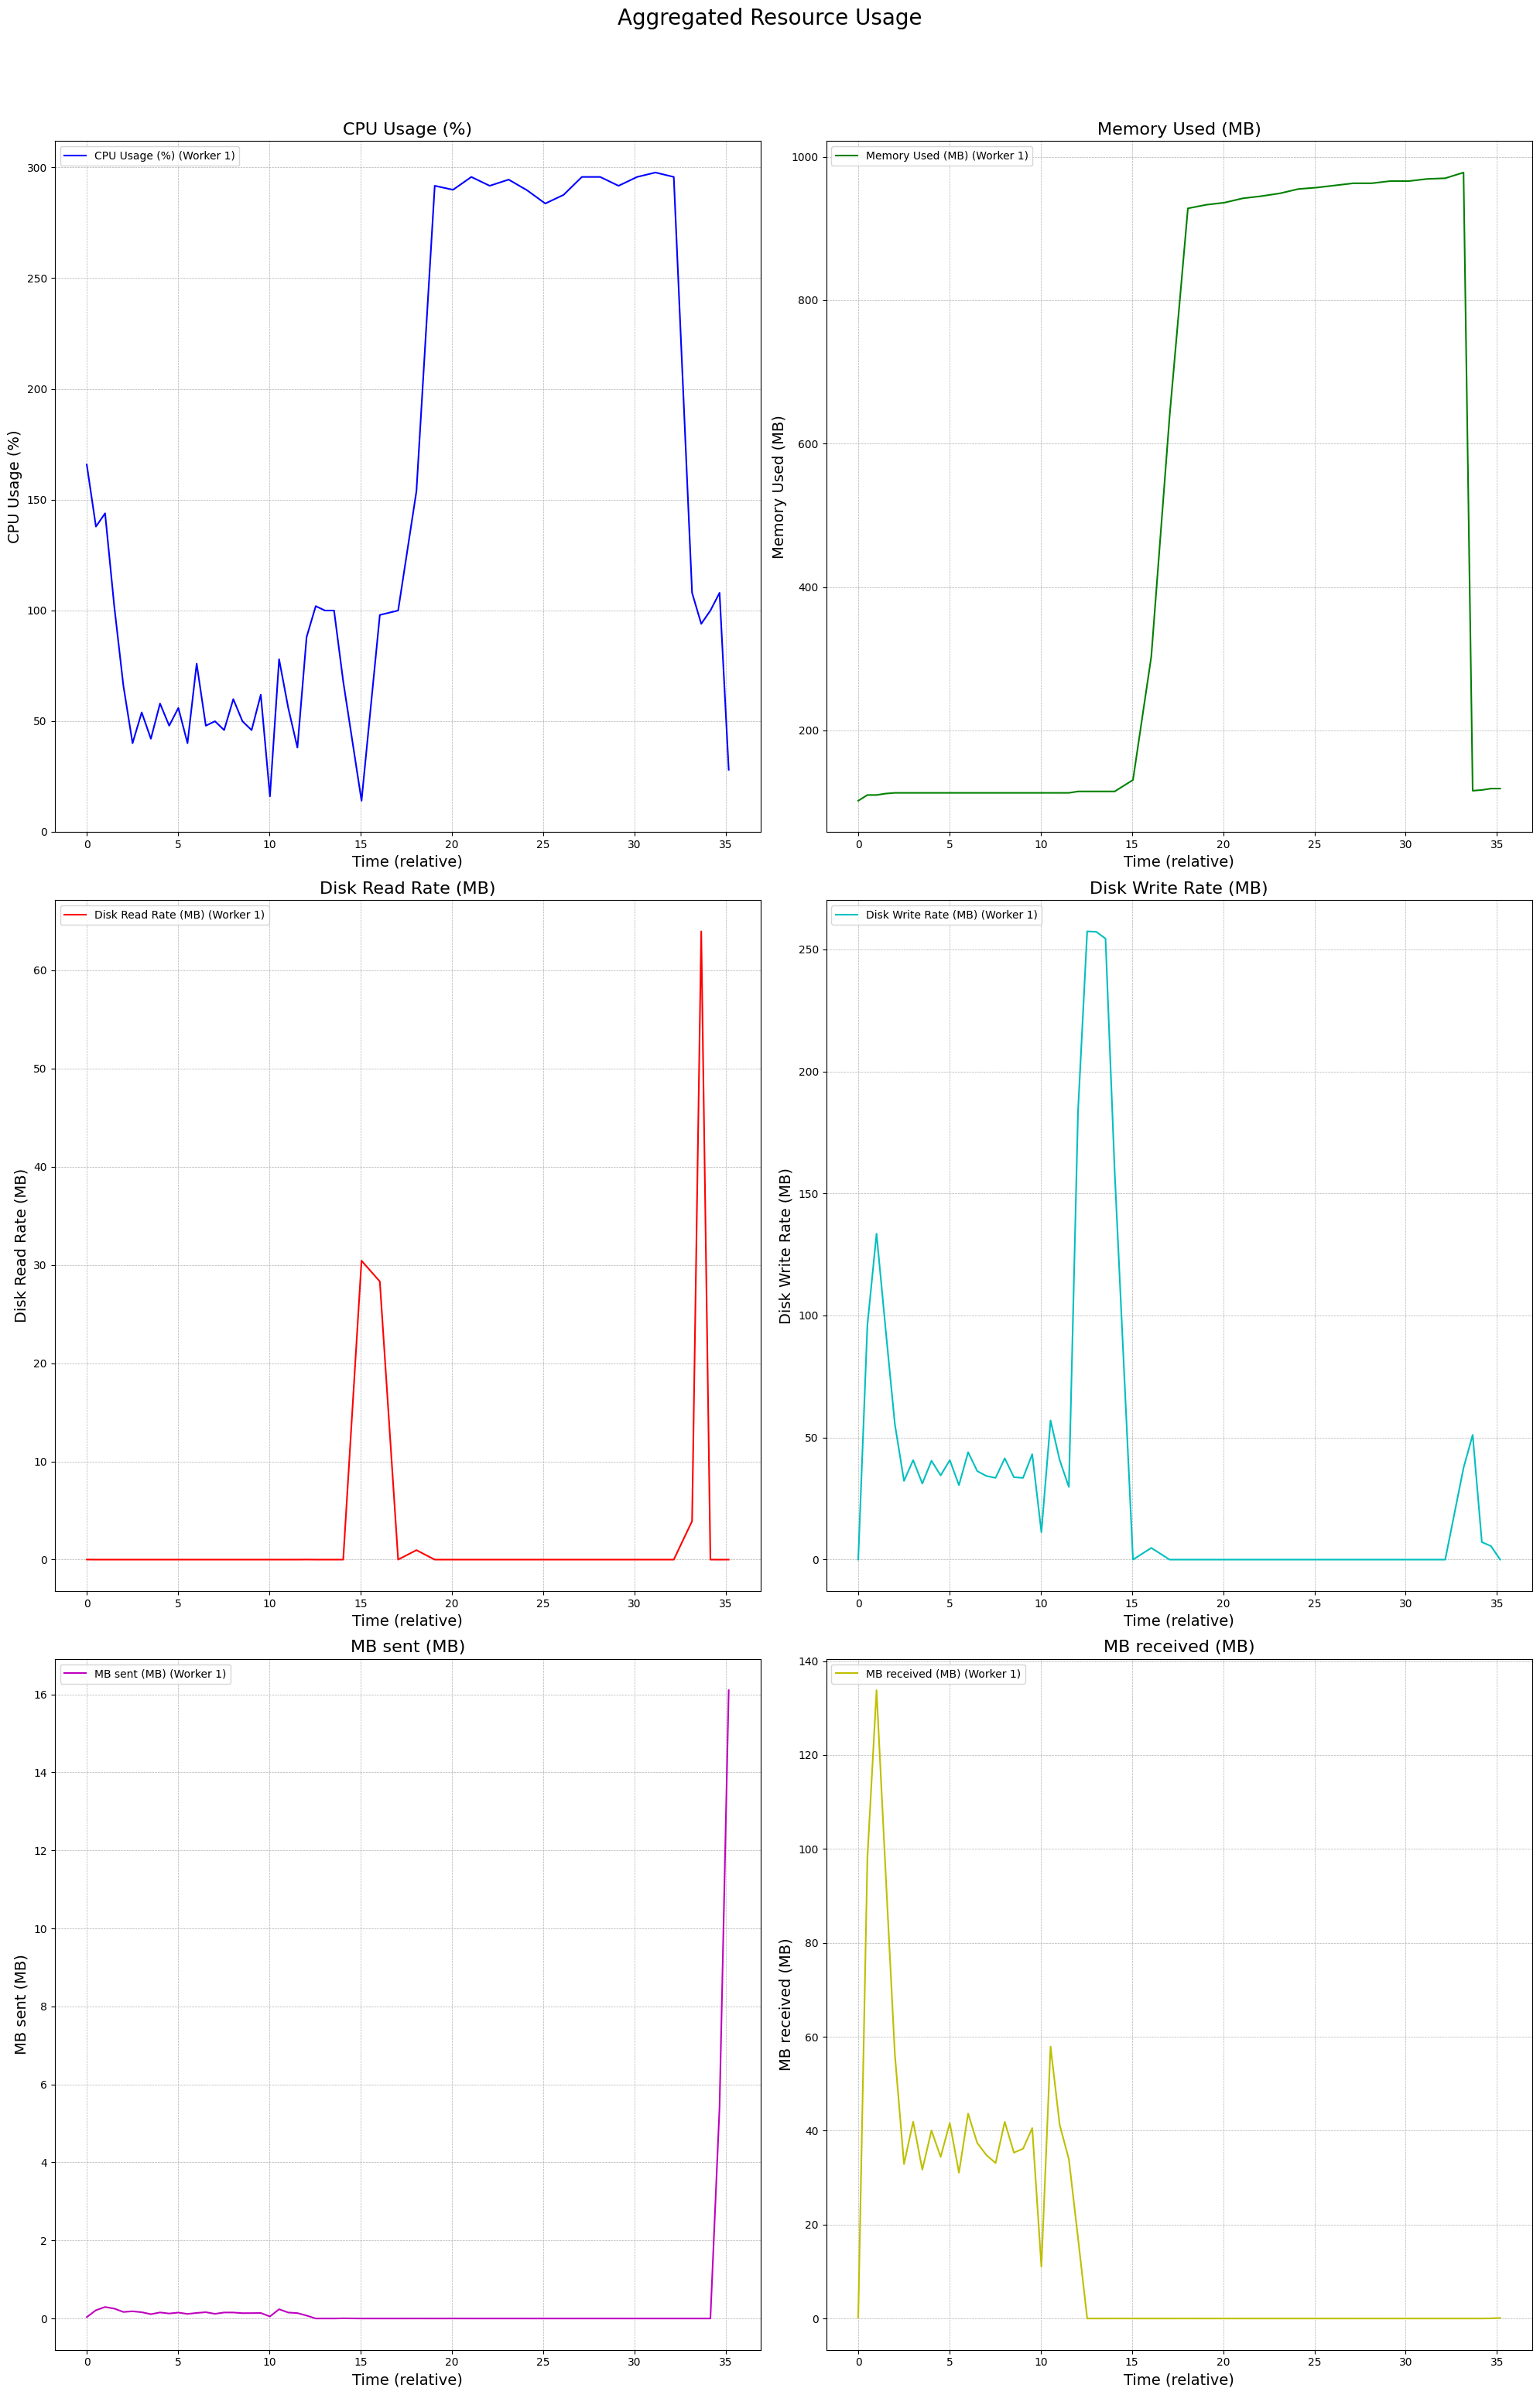 Aggregated Resource Usage
CPU Usage (%)
CPU Usage (%) (Worker 1)
300
250
200
150
100
50
0
CPU Usage (%)
0 5 10 15 20 25 30 35
Time (relative)
Memory Used (MB)
Memory Used (MB) (Worker 1)
1000
800
600
400
200
Memory Used (MB)
0 5 10 15 20 25 30 35
Time (relative)
Disk Read Rate (MB)
Disk Read Rate (MB) (Worker 1)
60
50
40
30
20
10
0
Disk Read Rate (MB)
0 5 10 15 20 25 30 35
Time (relative)
Disk Write Rate (MB)
Disk Write Rate (MB) (Worker 1)
250
200
150
100
50
0
Disk Write Rate (MB)
0 5 10 15 20 25 30 35
Time (relative)
MB sent (MB)
MB sent (MB) (Worker 1)
16
14
12
10
8
6
4
2
0
MB sent (MB)
0 5 10 15 20 25 30 35
Time (relative)
MB received (MB)
MB received (MB) (Worker 1)
140
120
100
80
60
40
20
0
MB received (MB)
0 5 10 15 20 25 30 35
Time (relative)